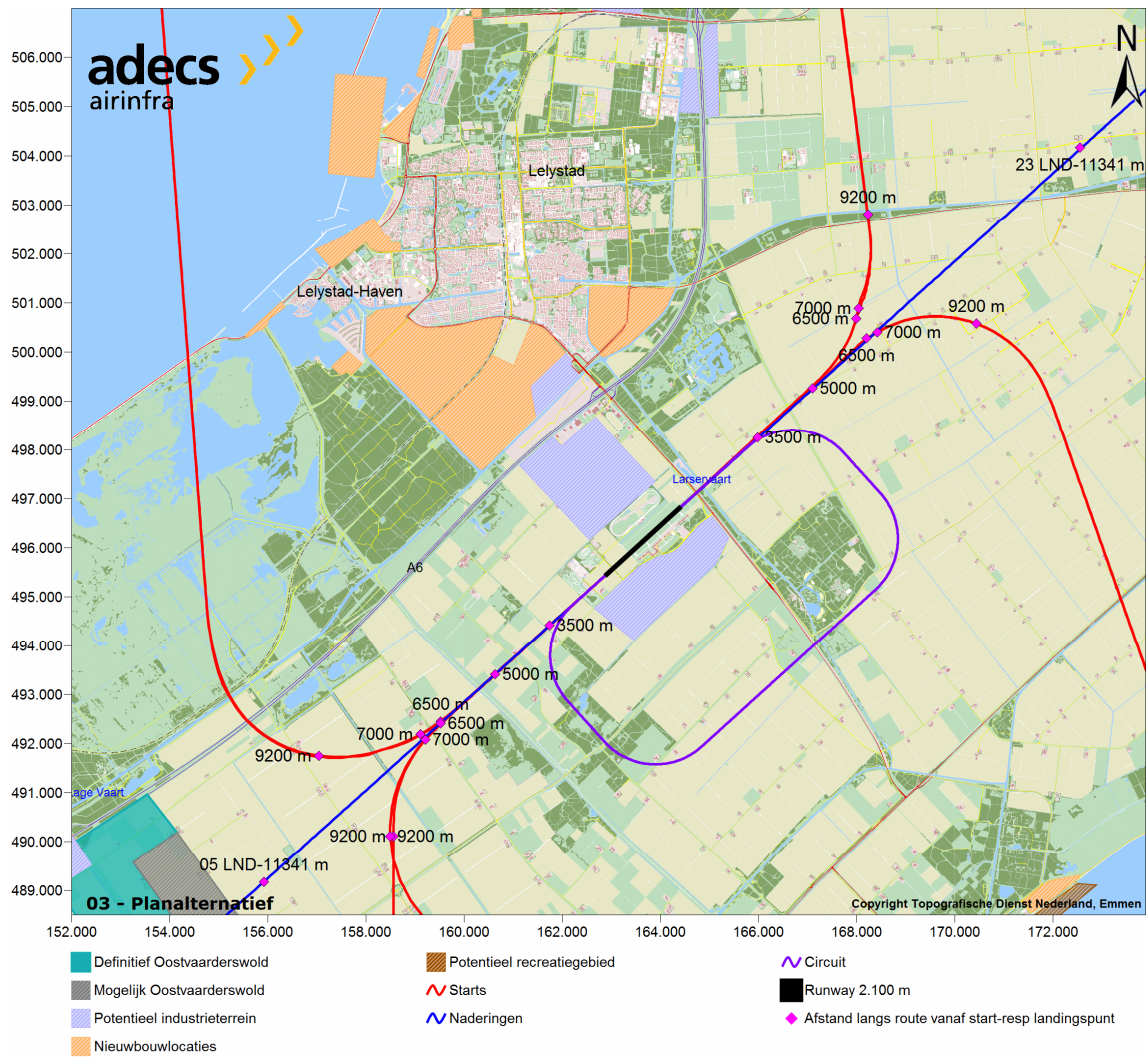 adecs
airinfra
N
506.000
505.000
504.000
503.000
502.000
501.000
500.000
499.000
498.000
497.000
496.000
495.000
494.000
493.000
492.000
491.000
490.000
489.000
Lelystad
23 LND-11341 m
9200 m
Lelystad-Haven
7000 m
6500 m
9200 m
7000 m
6500 m
5000 m
3500 m
Larservaart
A6
3500 m
5000 m
6500 m
6500 m
7000 m
7000 m
9200 m
age Vaart
9200 m
9200 m
05 LND-11341 m
03 - Planalternatief
Copyright Topografische Dienst Nederland, Emmen
152.000 154.000 156.000 158.000 160.000 162.000 164.000 166.000 168.000 170.000 172.000
Definitief Oostvaarderswold
Mogelijk Oostvaarderswold
Potentieel industrieterrein
Nieuwbouwlocaties
Potentieel recreatiegebied
Starts
Naderingen
Circuit
Runway 2.100 m
Afstand langs route vanaf start-resp landingspunt